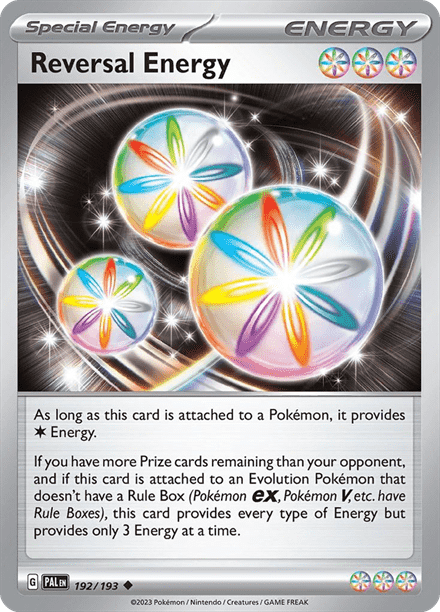 Special Energy ENERGY
Reversal Energy
As long as this card is attached to a Pokémon, it provides
✶ Energy.
If you have more Prize cards remaining than your opponent,
and if this card is attached to an Evolution Pokémon that
doesn't have a Rule Box (Pokémon ex, Pokémon V, etc. have
Rule Boxes), this card provides every type of Energy but
provides only 3 Energy at a time.
G PAL EN 192/193 ◆
©2023 Pokémon / Nintendo / Creatures / GAME FREAK